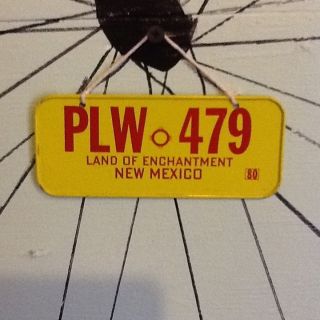 PLW 479
LAND OF ENCHANTMENT
NEW MEXICO
80